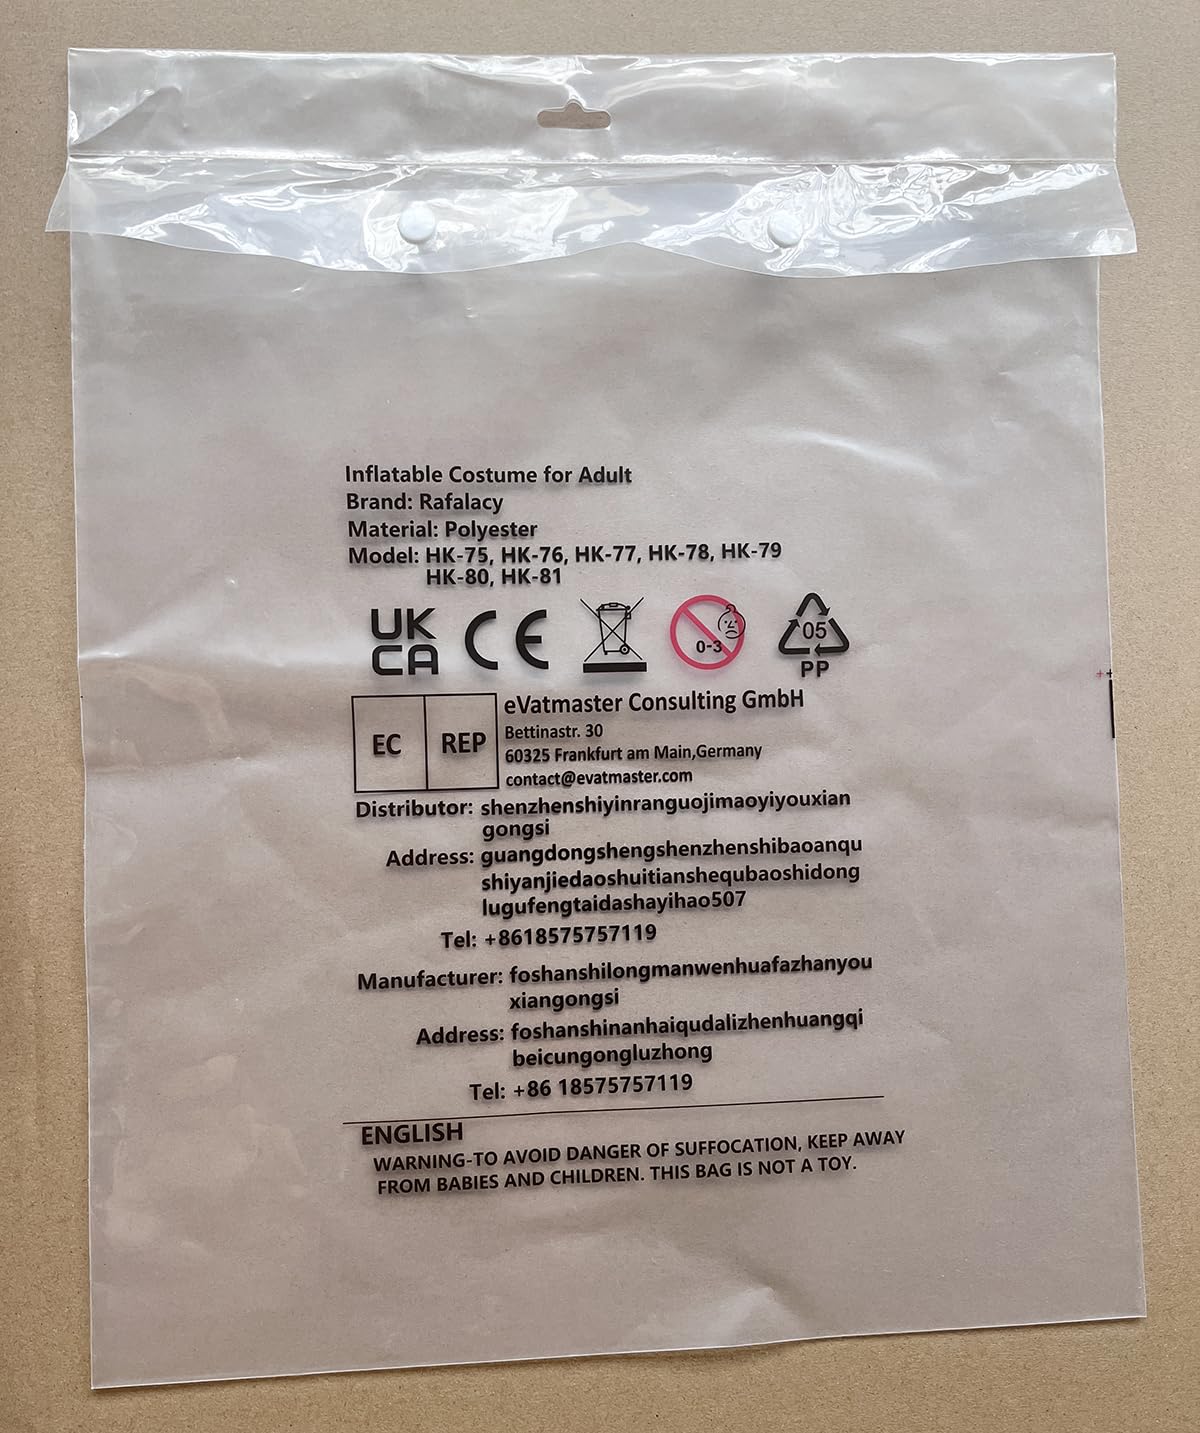 Inflatable Costume for Adult
Brand: Rafalacy
Material: Polyester
Model: HK-75, HK-76, HK-77, HK-78, HK-79
HK-80, HK-81
UK
CA
CE
0-3
05
PP
EC REP
eVatmaster Consulting GmbH
Bettinastr. 30
60325 Frankfurt am Main,Germany
contact@evatmaster.com
Distributor: shenzhenshiyinranguojimaoyiyouxian
gongsi
Address: guangdongshengshenzhenshibaoanqu
shiyanjiedaoshuitianshequbaoshidong
lugufengtaidashayihao507
Tel: +8618575757119
Manufacturer: foshanshilongmanwenhuafazhanyou
xiangongsi
Address: foshanshinanhaiqudalizhenhuangqi
beicungongluzhong
Tel: +86 18575757119
ENGLISH
WARNING-TO AVOID DANGER OF SUFFOCATION, KEEP AWAY
FROM BABIES AND CHILDREN. THIS BAG IS NOT A TOY.